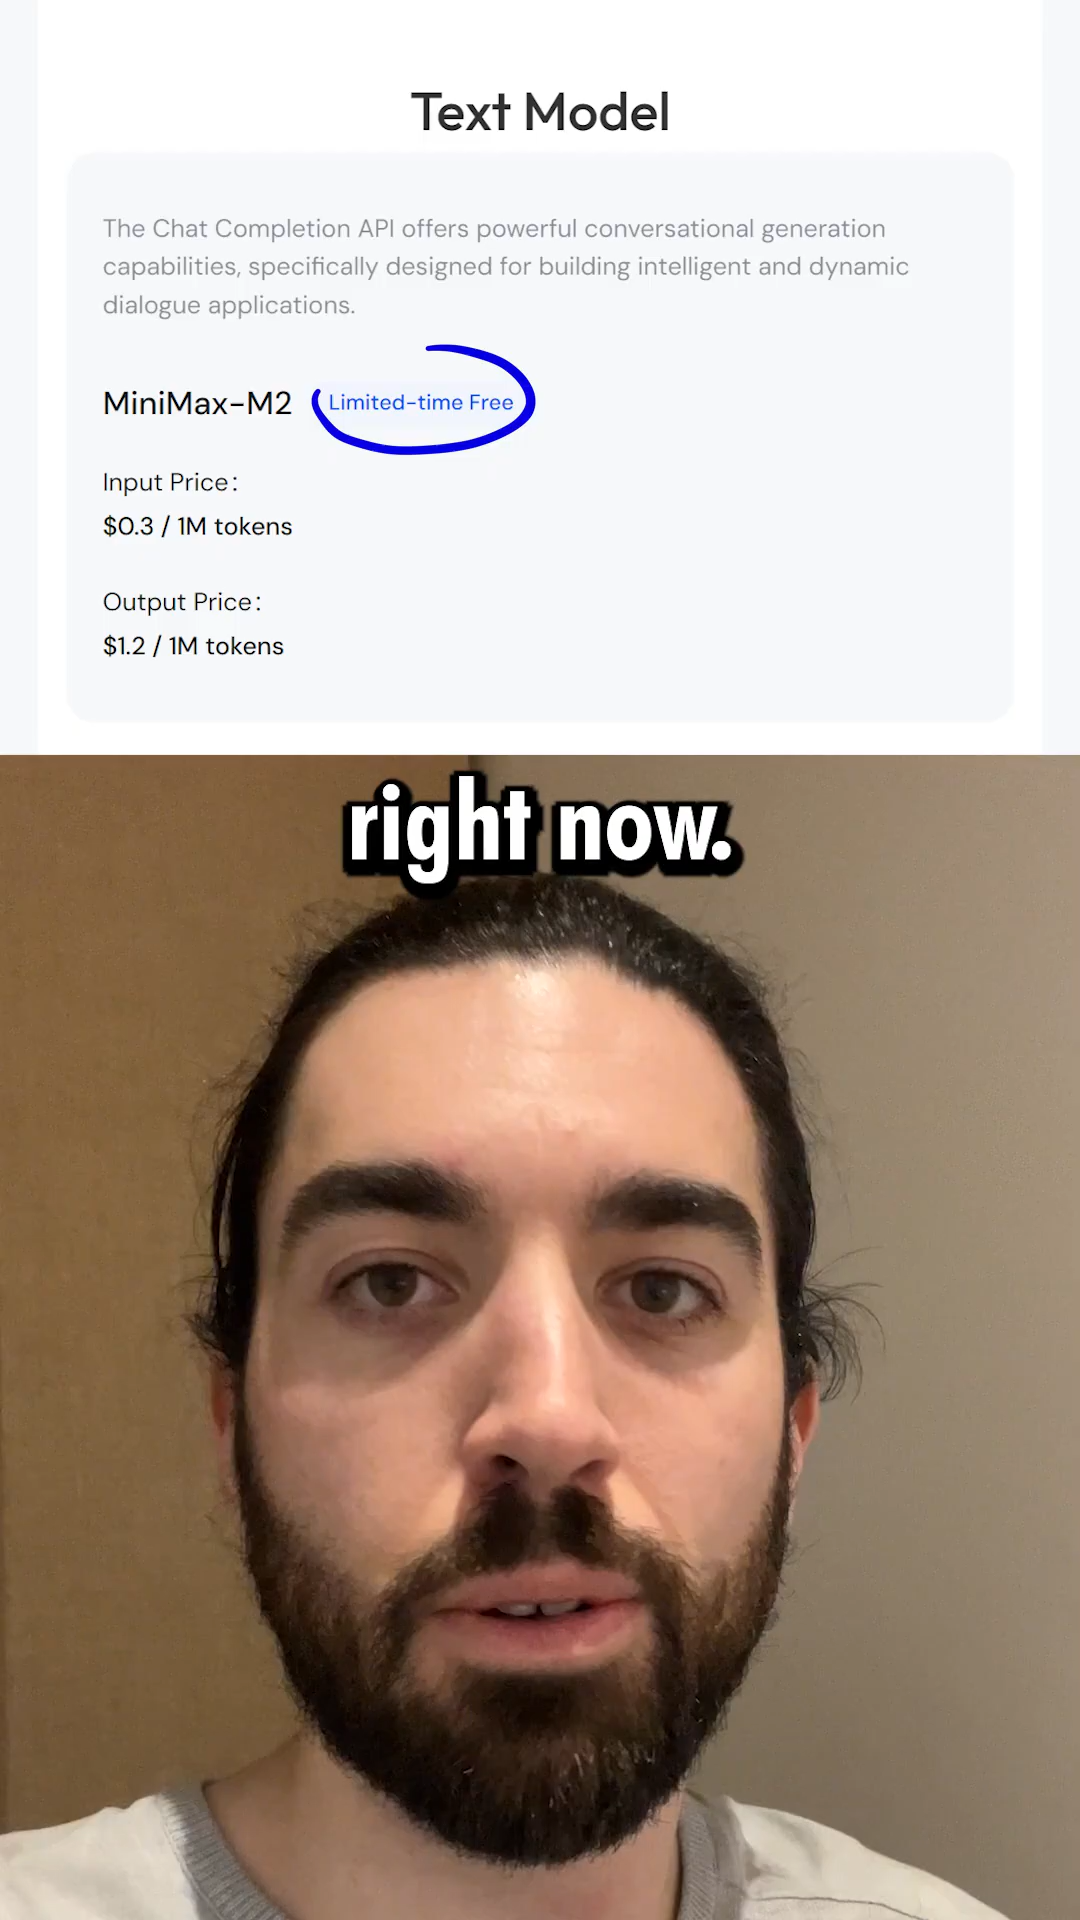 Text Model
The Chat Completion API offers powerful conversational generation
capabilities, specifically designed for building intelligent and dynamic
dialogue applications.
MiniMax-M2 Limited-time Free
Input Price:
$0.3 / 1M tokens
Output Price:
$1.2 / 1M tokens
right now.